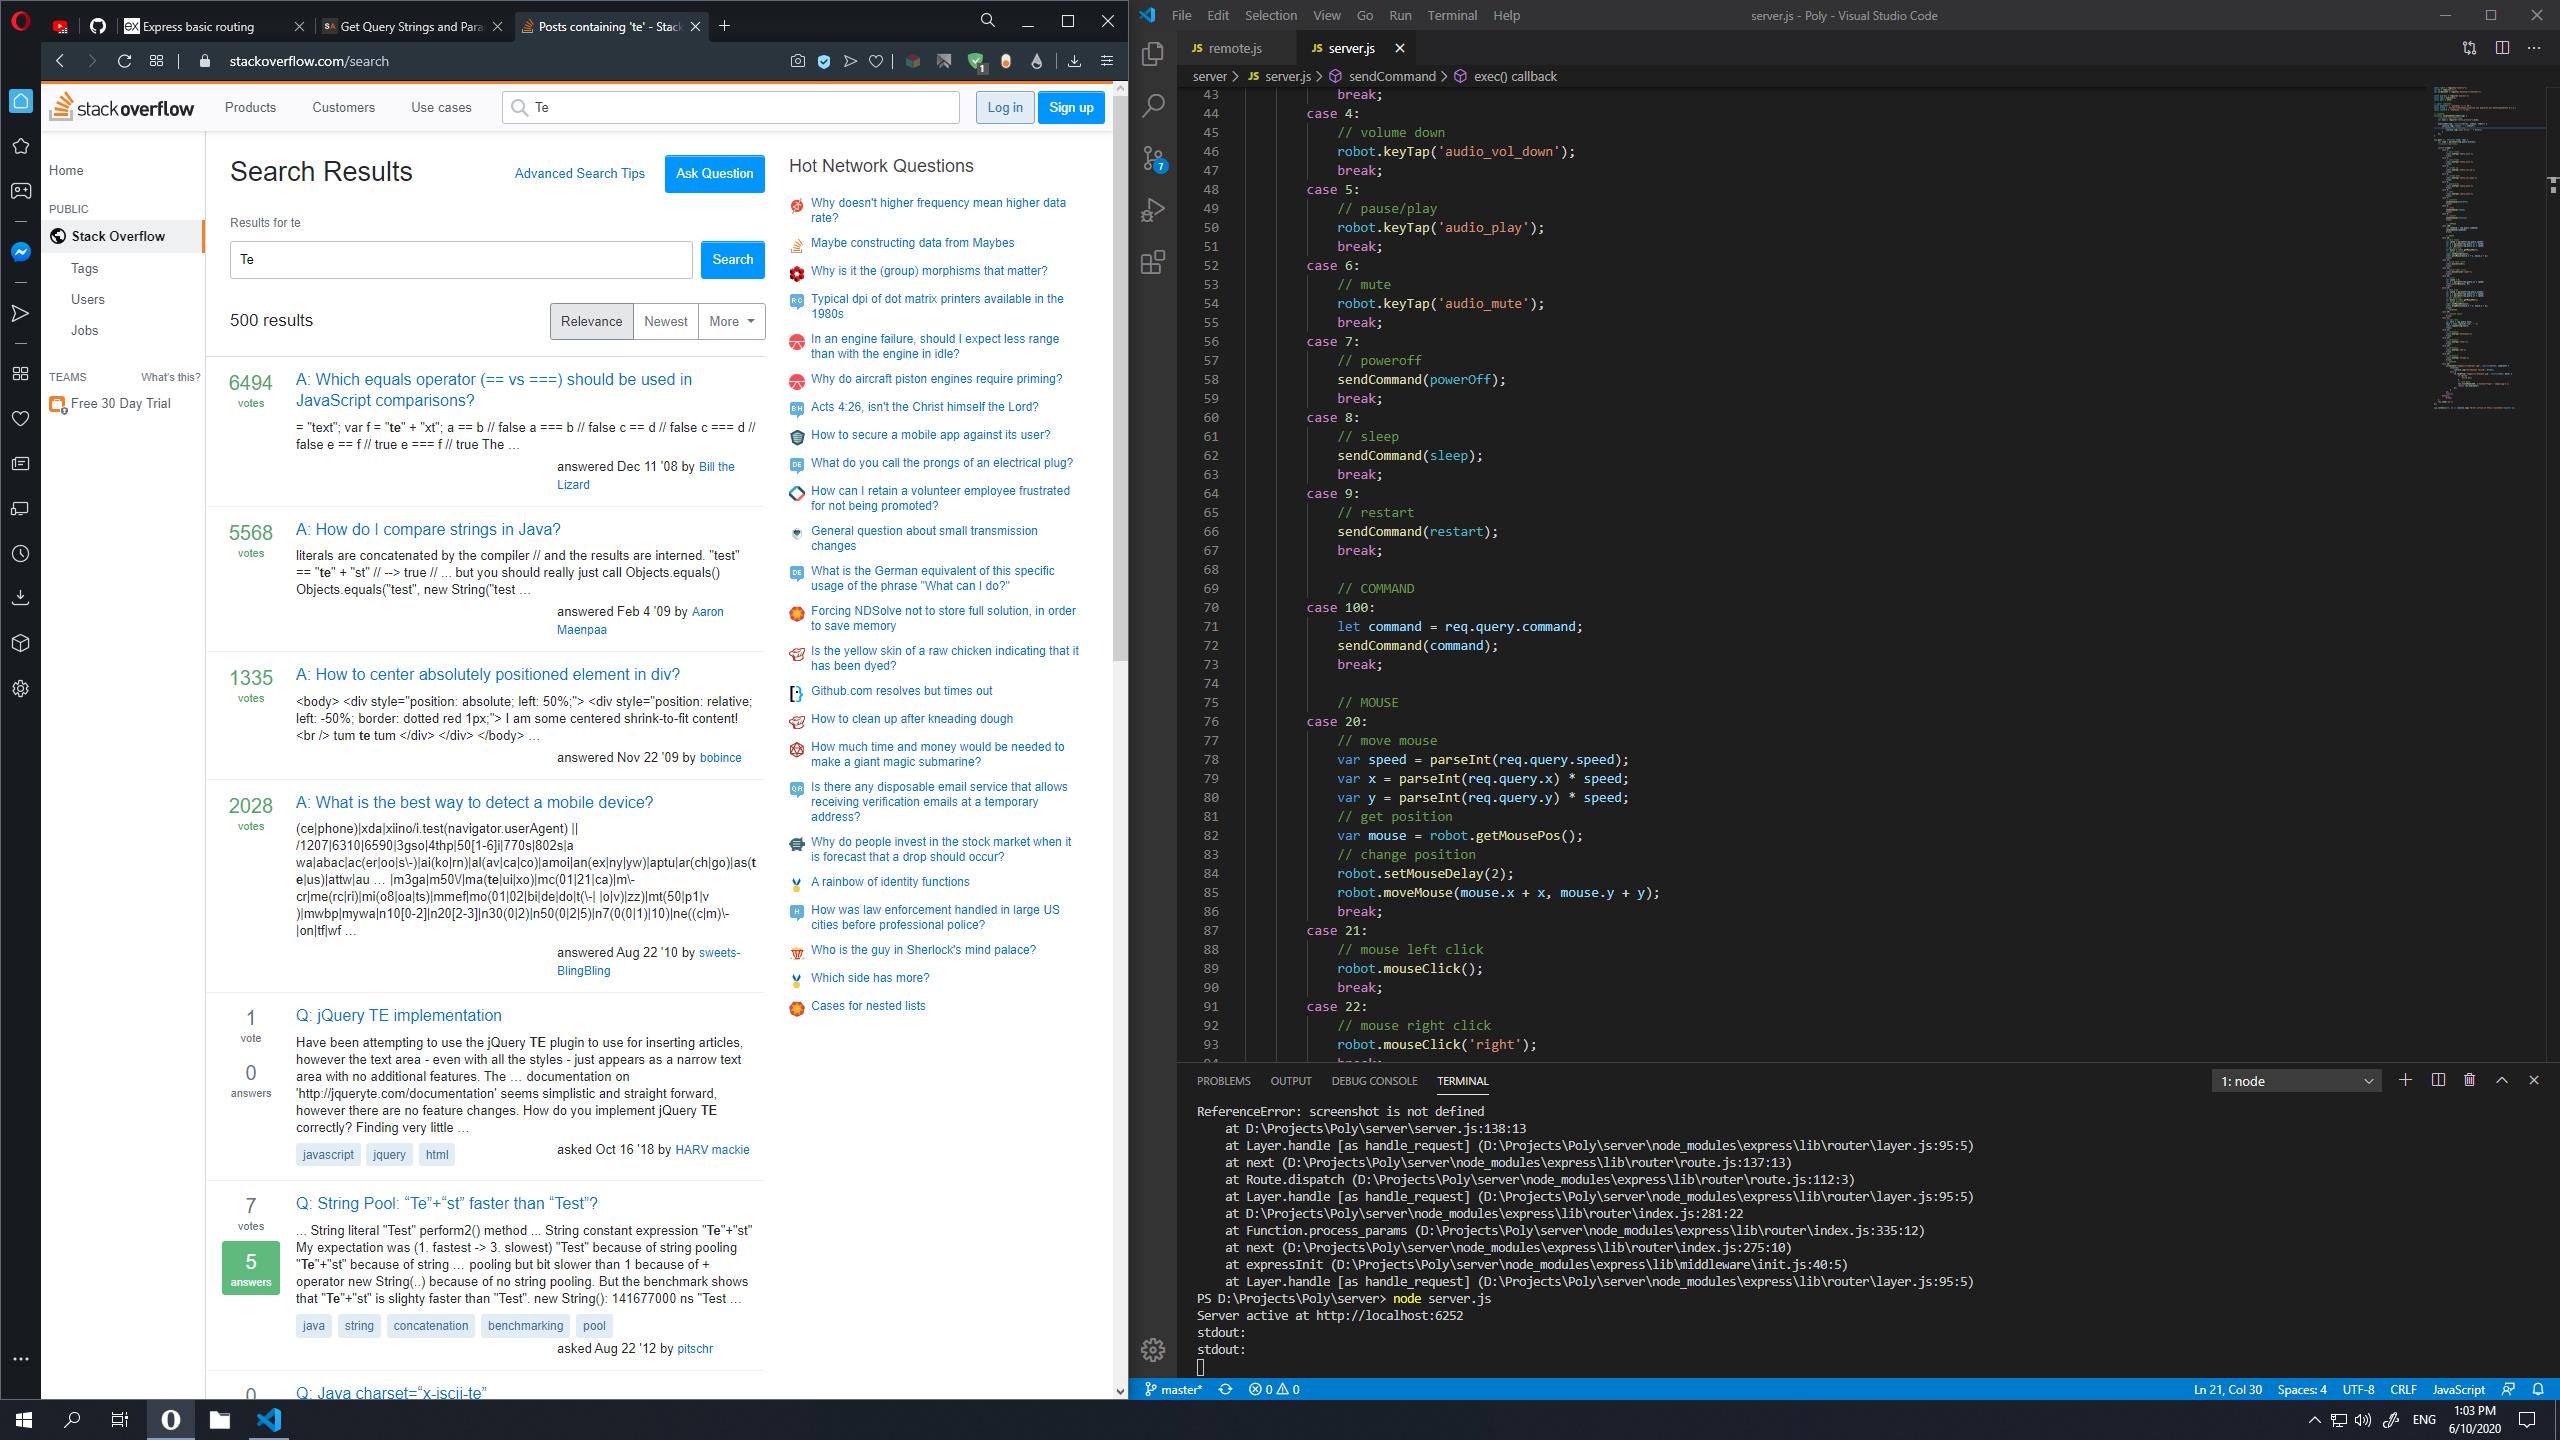 Express basic routing
Get Query Strings and Para
Posts containing 'te' - Stack
stackoverflow.com/search
stackoverflow
Products
Customers
Use cases
Te
Log in
Sign up
Home
PUBLIC
Stack Overflow
Tags
Users
Jobs
TEAMS
What's this?
Free 30 Day Trial
Search Results
Advanced Search Tips
Ask Question
Results for te
Te
Search
500 results
Relevance
Newest
More
6494
votes
A: Which equals operator (== vs ===) should be used in
JavaScript comparisons?
= "text"; var f = "te" + "xt"; a == b // false a === b // false c == d // false c === d //
false e == f // true e === f // true The …
answered Dec 11 '08 by Bill the
Lizard
5568
votes
A: How do I compare strings in Java?
literals are concatenated by the compiler // and the results are interned. "test"
== "te" + "st" // --> true // ... but you should really just call Objects.equals()
Objects.equals("test", new String("test …
answered Feb 4 '09 by Aaron
Maenpaa
1335
votes
A: How to center absolutely positioned element in div?
<body> <div style="position: absolute; left: 50%;"> <div style="position: relative;
left: -50%; border: dotted red 1px;"> I am some centered shrink-to-fit content!
<br /> tum te tum </div> </div> </body> …
answered Nov 22 '09 by bobince
2028
votes
A: What is the best way to detect a mobile device?
(ce|phone)|xda|xiino/i.test(navigator.userAgent) ||
/1207|6310|6590|3gso|4thp|50[1-6]i|770s|802s|a
wa|abac|ac(er|oo|s\-)|ai(ko|rn)|al(av|ca|co)|amoi|an(ex|ny|yw)|aptu|ar(ch|go)|as(t
e|us)|attw|au … |m3ga|m50\/|ma(te|ui|xo)|mc(01|21|ca)|m\-
cr|me(rc|ri)|mi(o8|oa|ts)|mmef|mo(01|02|bi|de|do|t(\-| |o|v)|zz)|mt(50|p1|v
)|mwbp|mywa|n10[0-2]|n20[2-3]|n30(0|2)|n50(0|2|5)|n7(0(0|1)|10)|ne((c|m)\-
|on|tf|wf …
answered Aug 22 '10 by sweets-
BlingBling
1
vote
0
answers
Q: jQuery TE implementation
Have been attempting to use the jQuery TE plugin to use for inserting articles,
however the text area - even with all the styles - just appears as a narrow text
area with no additional features. The … documentation on
'http://jqueryte.com/documentation' seems simplistic and straight forward,
however there are no feature changes. How do you implement jQuery TE
correctly? Finding very little …
asked Oct 16 '18 by HARV mackie
javascript
jquery
html
7
votes
5
answers
Q: String Pool: “Te”+“st” faster than “Test”?
... String literal "Test" perform2() method ... String constant expression "Te"+"st"
My expectation was (1. fastest -> 3. slowest) "Test" because of string pooling
"Te"+"st" because of string … pooling but bit slower than 1 because of +
operator new String(..) because of no string pooling. But the benchmark shows
that "Te"+"st" is slighty faster than "Test". new String(): 141677000 ns "Test …
java
string
concatenation
benchmarking
pool
asked Aug 22 '12 by pitschr
0
Q: Java charset=“x-iscii-te”
Hot Network Questions
Why doesn't higher frequency mean higher data
rate?
Maybe constructing data from Maybes
Why is it the (group) morphisms that matter?
Typical dpi of dot matrix printers available in the
1980s
In an engine failure, should I expect less range
than with the engine in idle?
Why do aircraft piston engines require priming?
Acts 4:26, isn't the Christ himself the Lord?
How to secure a mobile app against its user?
What do you call the prongs of an electrical plug?
How can I retain a volunteer employee frustrated
for not being promoted?
General question about small transmission
changes
What is the German equivalent of this specific
usage of the phrase "What can I do?"
Forcing NDSolve not to store full solution, in order
to save memory
Is the yellow skin of a raw chicken indicating that it
has been dyed?
Github.com resolves but times out
How to clean up after kneading dough
How much time and money would be needed to
make a giant magic submarine?
Is there any disposable email service that allows
receiving verification emails at a temporary
address?
Why do people invest in the stock market when it
is forecast that a drop should occur?
A rainbow of identity functions
How was law enforcement handled in large US
cities before professional police?
Who is the guy in Sherlock's mind palace?
Which side has more?
Cases for nested lists
File Edit Selection View Go Run Terminal Help
server.js - Poly - Visual Studio Code
JS remote.js
JS server.js
server > JS server.js > sendCommand > exec() callback
7
43 break;
44 case 4:
45 // volume down
46 robot.keyTap('audio_vol_down');
47 break;
48 case 5:
49 // pause/play
50 robot.keyTap('audio_play');
51 break;
52 case 6:
53 // mute
54 robot.keyTap('audio_mute');
55 break;
56 case 7:
57 // poweroff
58 sendCommand(powerOff);
59 break;
60 case 8:
61 // sleep
62 sendCommand(sleep);
63 break;
64 case 9:
65 // restart
66 sendCommand(restart);
67 break;
68
69 // COMMAND
70 case 100:
71 let command = req.query.command;
72 sendCommand(command);
73 break;
74
75 // MOUSE
76 case 20:
77 // move mouse
78 var speed = parseInt(req.query.speed);
79 var x = parseInt(req.query.x) * speed;
80 var y = parseInt(req.query.y) * speed;
81 // get position
82 var mouse = robot.getMousePos();
83 // change position
84 robot.setMouseDelay(2);
85 robot.moveMouse(mouse.x + x, mouse.y + y);
86 break;
87 case 21:
88 // mouse left click
89 robot.mouseClick();
90 break;
91 case 22:
92 // mouse right click
93 robot.mouseClick('right');
94 break;
PROBLEMS OUTPUT DEBUG CONSOLE TERMINAL
1: node
ReferenceError: screenshot is not defined
at D:\Projects\Poly\server\server.js:138:13
at Layer.handle [as handle_request] (D:\Projects\Poly\server\node_modules\express\lib\router\layer.js:95:5)
at next (D:\Projects\Poly\server\node_modules\express\lib\router\route.js:137:13)
at Route.dispatch (D:\Projects\Poly\server\node_modules\express\lib\router\route.js:112:3)
at Layer.handle [as handle_request] (D:\Projects\Poly\server\node_modules\express\lib\router\layer.js:95:5)
at D:\Projects\Poly\server\node_modules\express\lib\router\index.js:281:22
at Function.process_params (D:\Projects\Poly\server\node_modules\express\lib\router\index.js:335:12)
at next (D:\Projects\Poly\server\node_modules\express\lib\router\index.js:275:10)
at expressInit (D:\Projects\Poly\server\node_modules\express\lib\middleware\init.js:40:5)
at Layer.handle [as handle_request] (D:\Projects\Poly\server\node_modules\express\lib\router\layer.js:95:5)
PS D:\Projects\Poly\server> node server.js
Server active at http://localhost:6252
stdout:
stdout:
master*
0 0
Ln 21, Col 30
Spaces: 4
UTF-8
CRLF
JavaScript
ENG
1:03 PM
6/10/2020